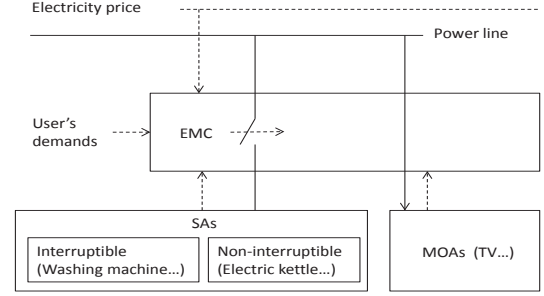 Electricity price
Power line
User's
demands
EMC
SAs
Interruptible
(Washing machine...)
Non-interruptible
(Electric kettle...)
MOAs (TV...)